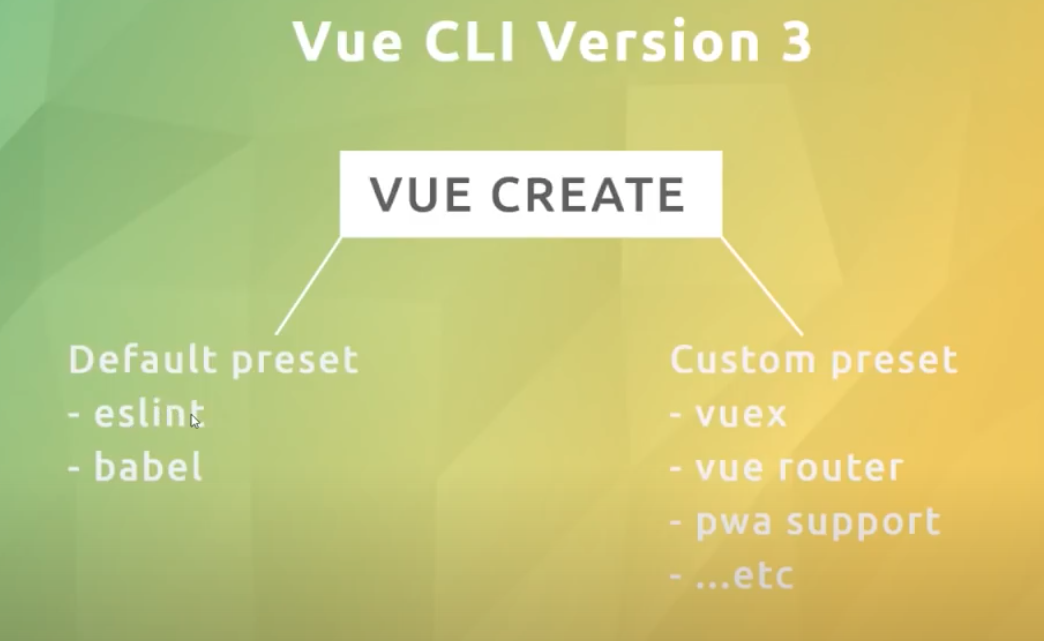 Vue CLI Version 3
VUE CREATE
Default preset
- eslint
- babel
Custom preset
- vuex
- vue router
- pwa support
- ...etc